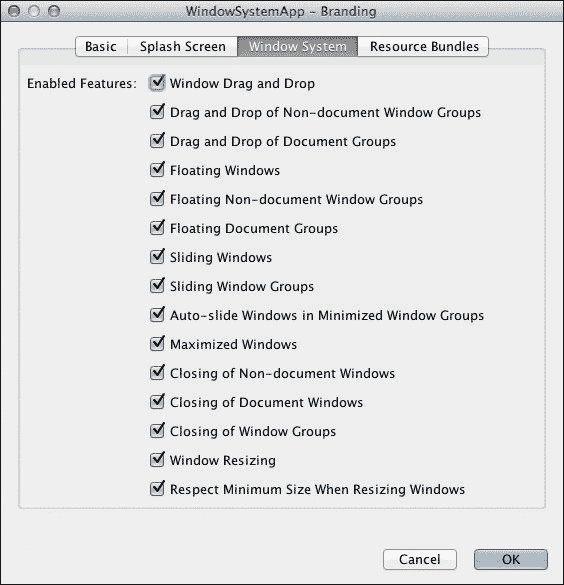 WindowSystemApp - Branding
Basic Splash Screen Window System Resource Bundles
Enabled Features: Window Drag and Drop
Drag and Drop of Non-document Window Groups
Drag and Drop of Document Groups
Floating Windows
Floating Non-document Window Groups
Floating Document Groups
Sliding Windows
Sliding Window Groups
Auto-slide Windows in Minimized Window Groups
Maximized Windows
Closing of Non-document Windows
Closing of Document Windows
Closing of Window Groups
Window Resizing
Respect Minimum Size When Resizing Windows
Cancel OK